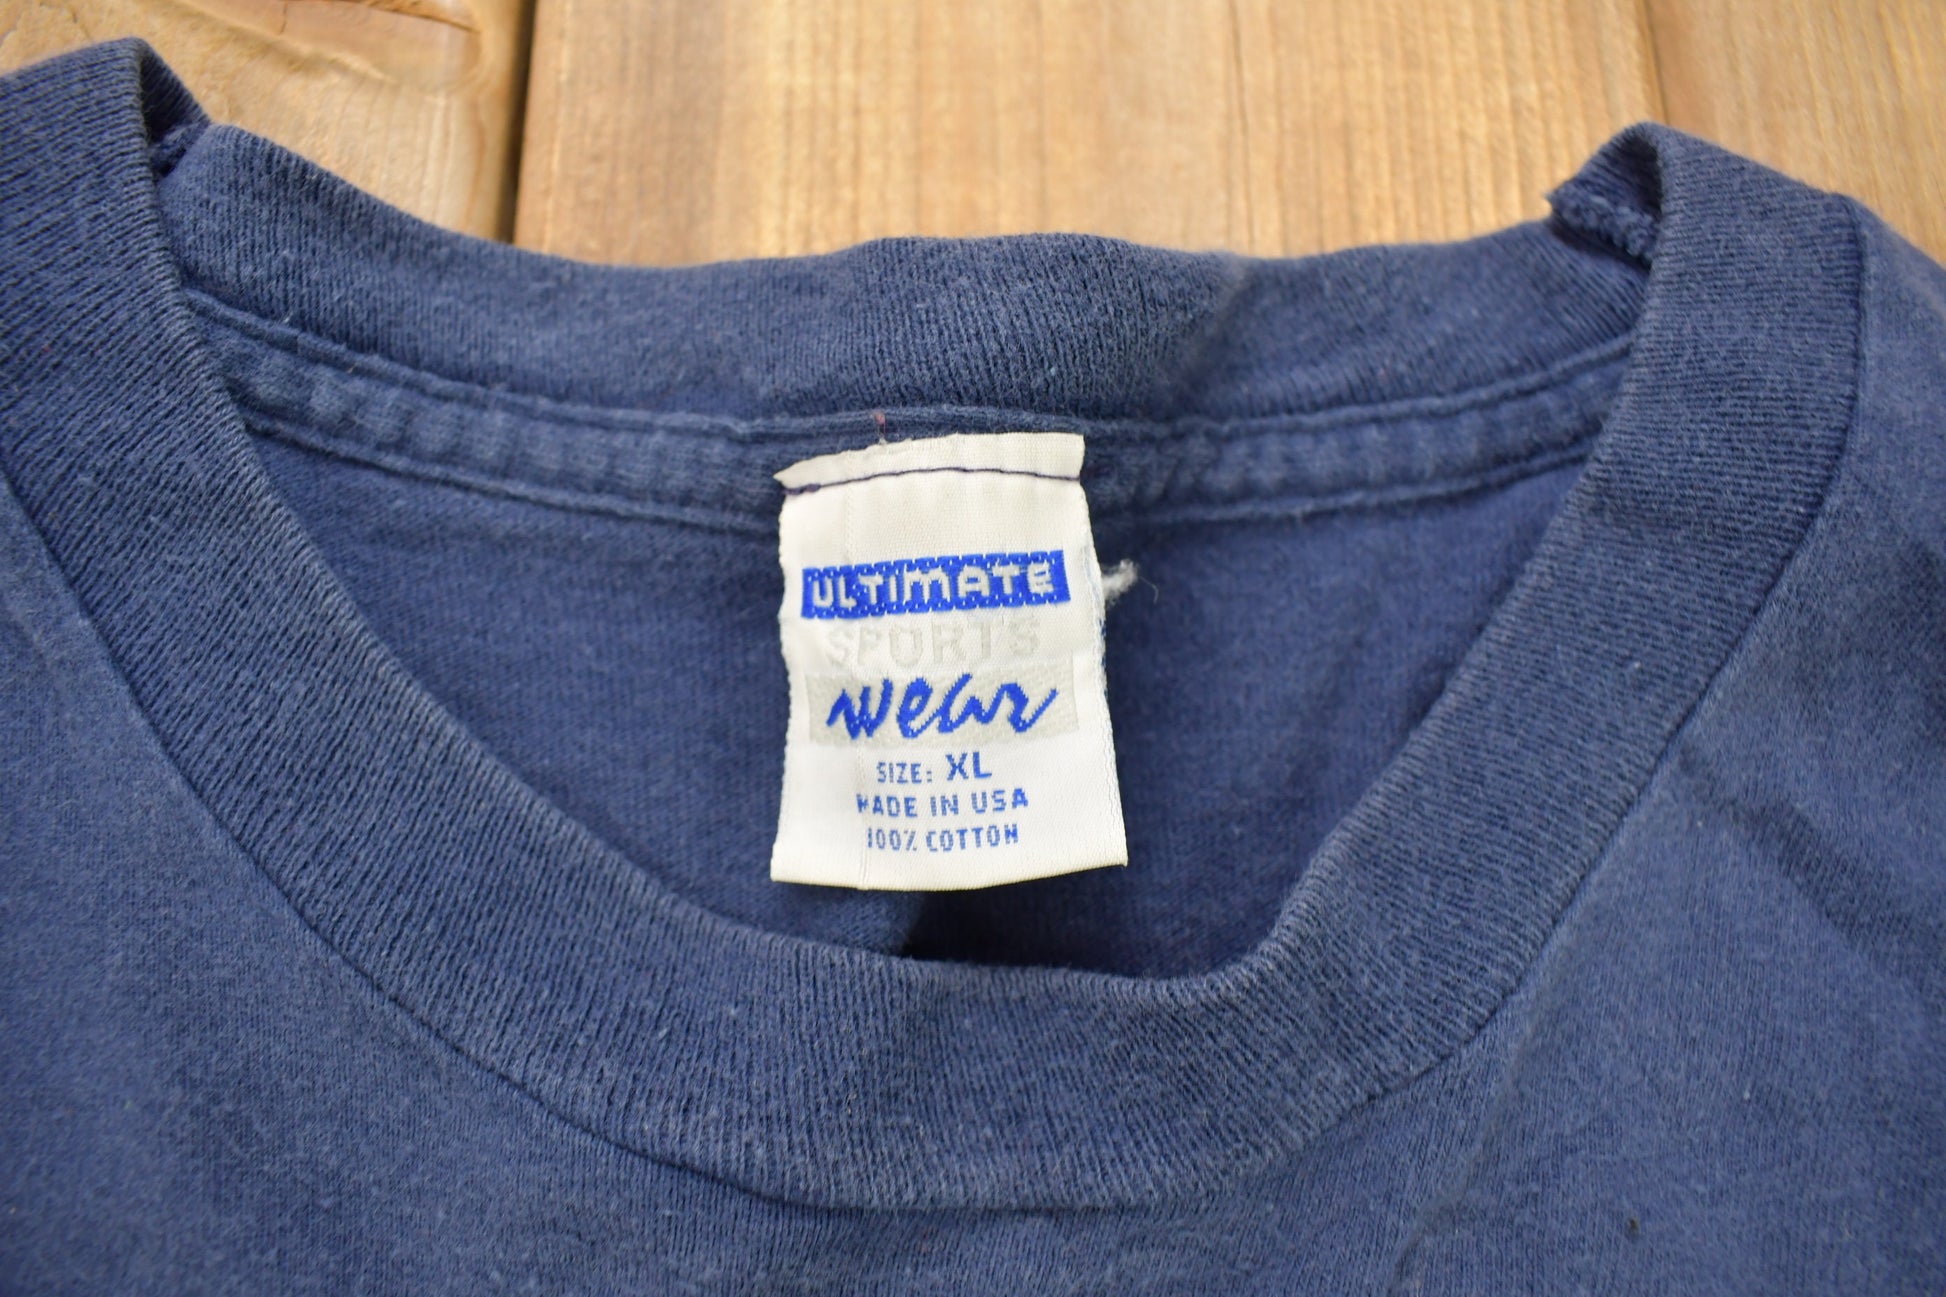 ULTIMATE
SPORTS
wear
SIZE: XL
MADE IN USA
100% COTTON